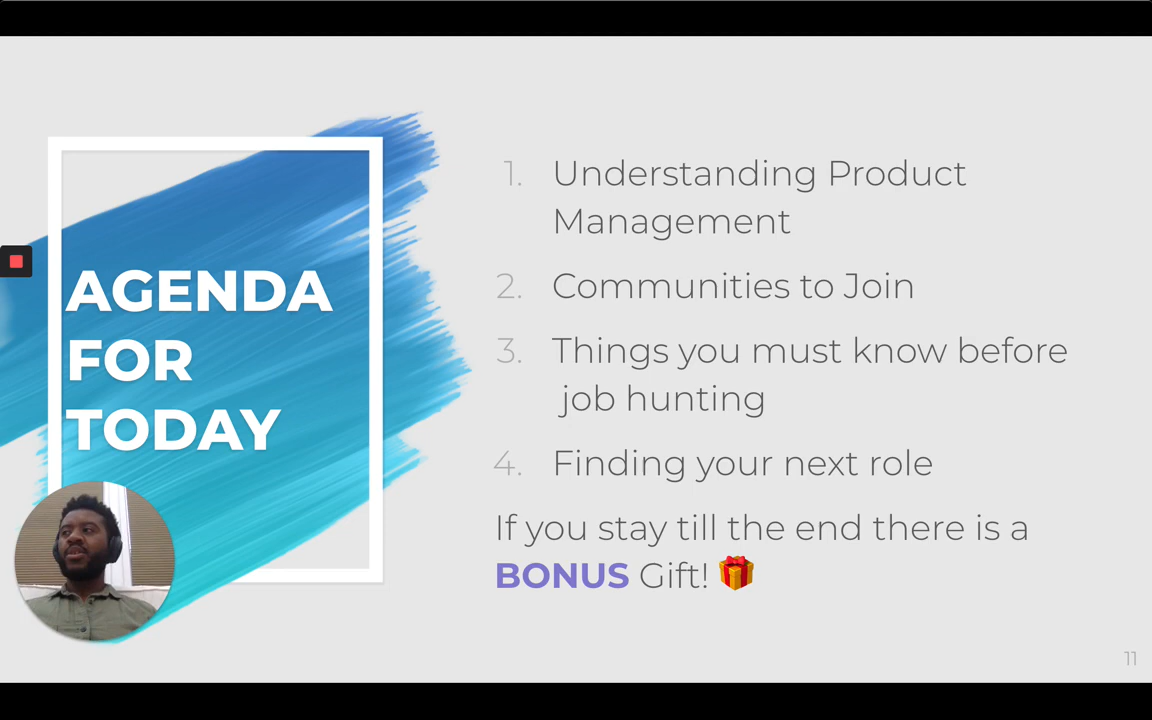 AGENDA
FOR
TODAY
1. Understanding Product
Management
2. Communities to Join
3. Things you must know before
job hunting
4. Finding your next role
If you stay till the end there is a
BONUS Gift! 🎁
11